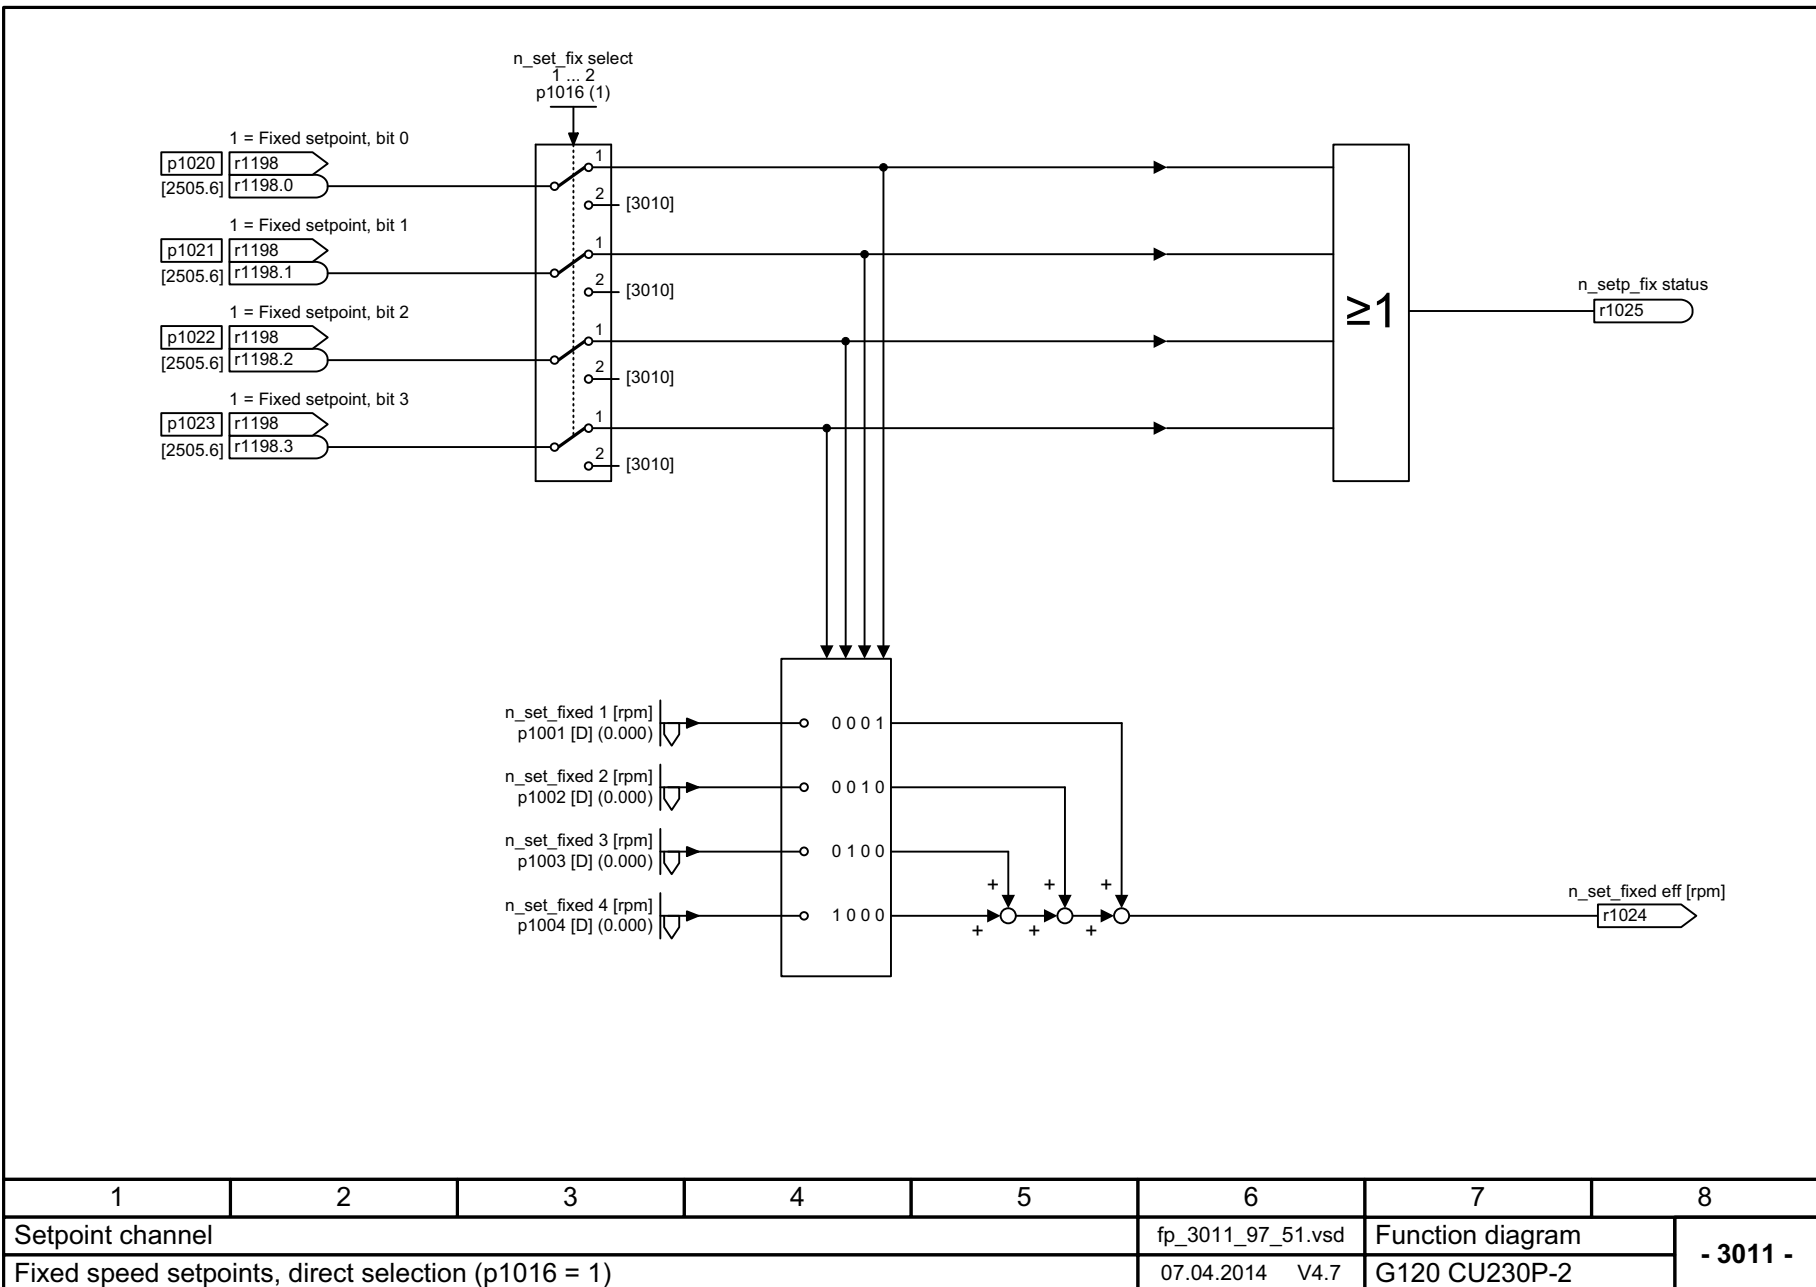 n_set_fix select
1 ... 2
p1016 (1)
1 = Fixed setpoint, bit 0
p1020 r1198
[2505.6] r1198.0
1
2 [3010]
1 = Fixed setpoint, bit 1
p1021 r1198
[2505.6] r1198.1
1
2 [3010]
1 = Fixed setpoint, bit 2
p1022 r1198
[2505.6] r1198.2
1
2 [3010]
1 = Fixed setpoint, bit 3
p1023 r1198
[2505.6] r1198.3
1
2 [3010]
≥1
n_setp_fix status
r1025
n_set_fixed 1 [rpm]
p1001 [D] (0.000)
0 0 0 1
n_set_fixed 2 [rpm]
p1002 [D] (0.000)
0 0 1 0
n_set_fixed 3 [rpm]
p1003 [D] (0.000)
0 1 0 0
n_set_fixed 4 [rpm]
p1004 [D] (0.000)
1 0 0 0
+ + +
+ + +
n_set_fixed eff [rpm]
r1024
1 2 3 4 5 6 7 8
Setpoint channel fp_3011_97_51.vsd Function diagram
- 3011 -
Fixed speed setpoints, direct selection (p1016 = 1) 07.04.2014 V4.7 G120 CU230P-2